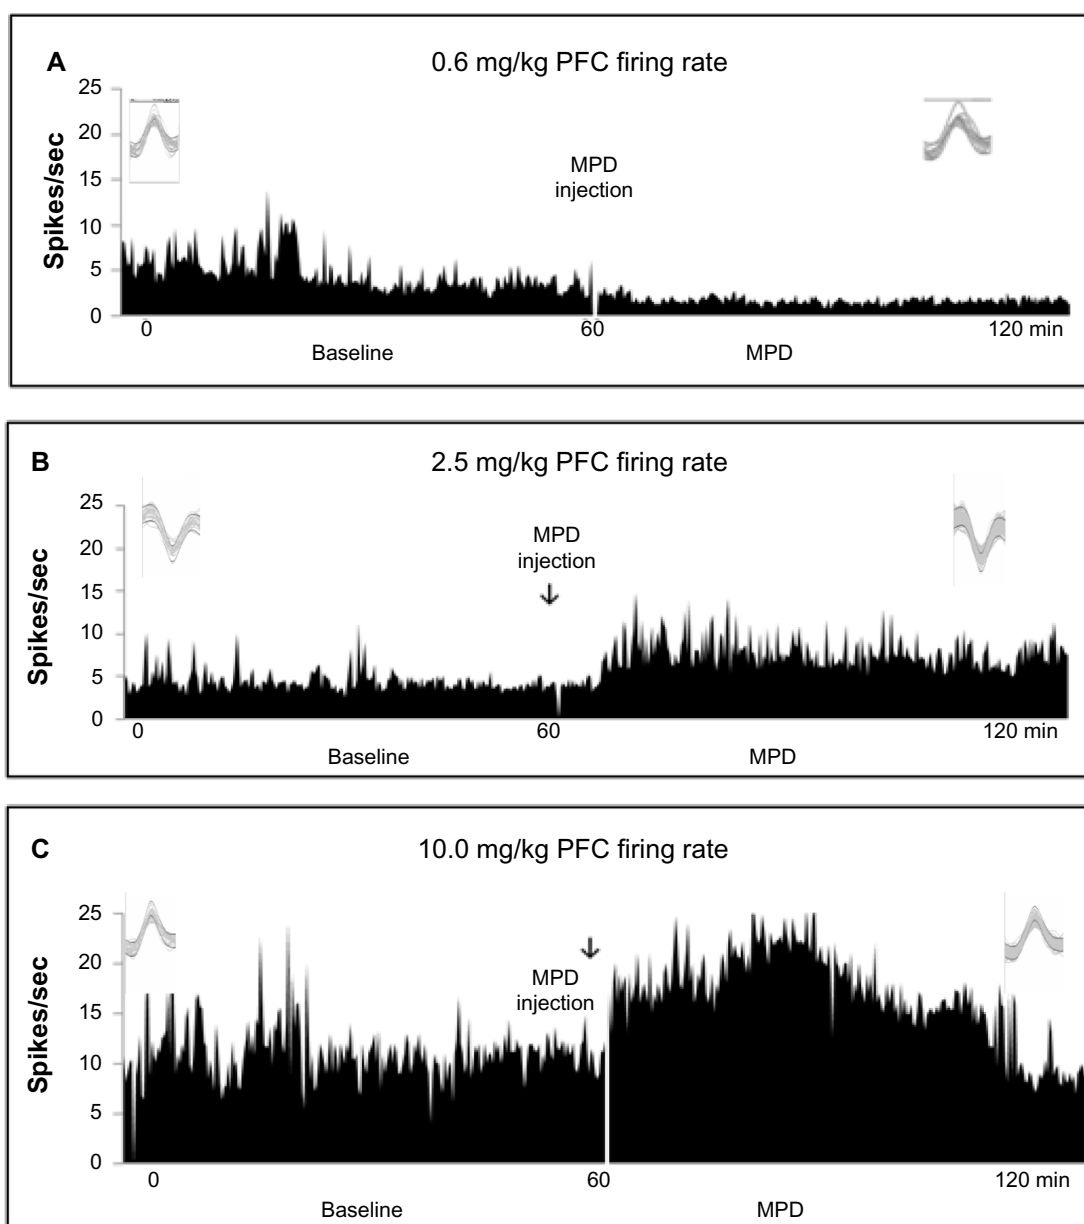 A
0.6 mg/kg PFC firing rate
Spikes/sec
25
20
15
10
5
0
MPD
injection
0
60
120 min
Baseline
MPD
B
2.5 mg/kg PFC firing rate
Spikes/sec
25
20
15
10
5
0
MPD
injection
0
60
120 min
Baseline
MPD
C
10.0 mg/kg PFC firing rate
Spikes/sec
25
20
15
10
5
0
MPD
injection
0
60
120 min
Baseline
MPD